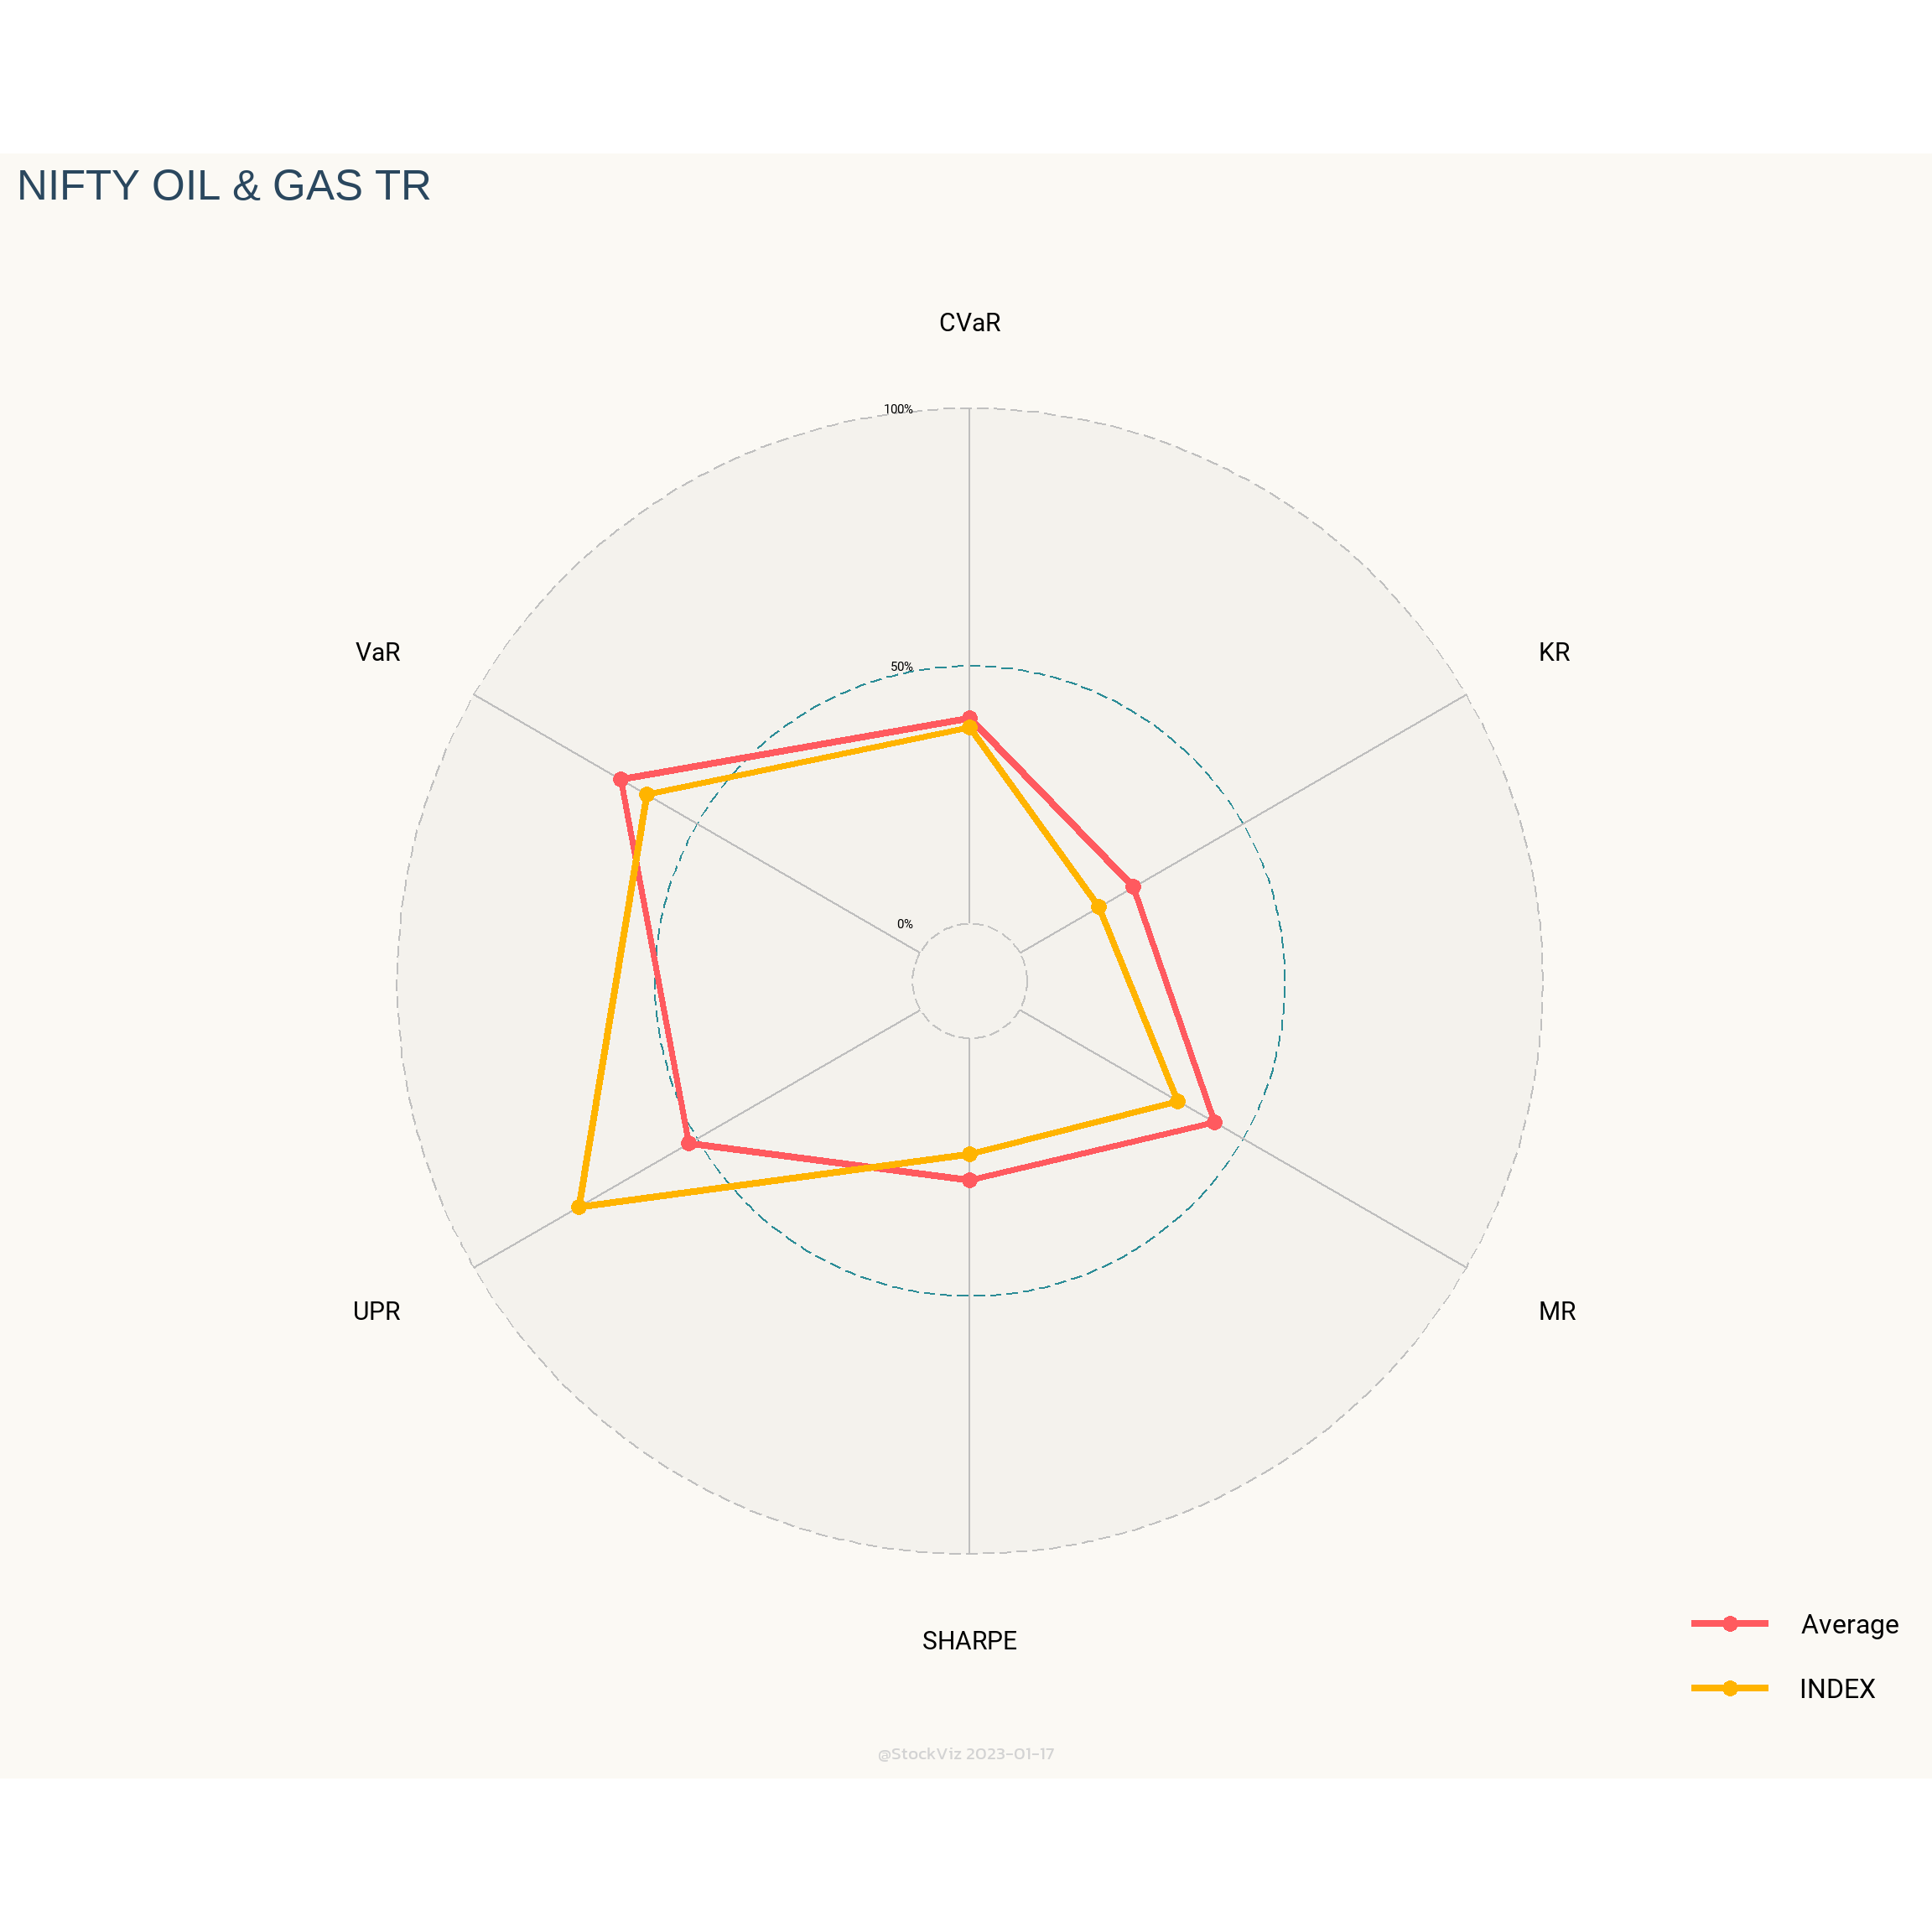 NIFTY OIL & GAS TR
CVaR
100%
VaR
KR
50%
0%
UPR
MR
SHARPE
Average
INDEX
@StockViz 2023-01-17